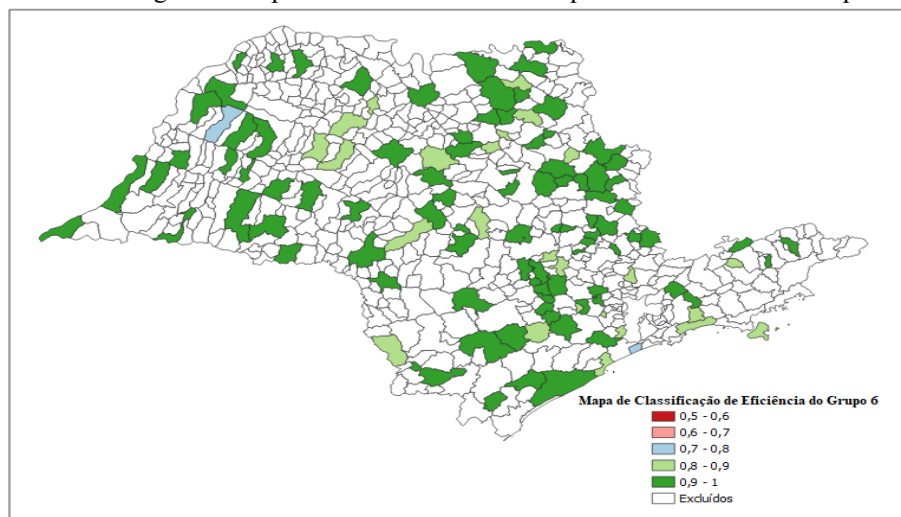 Mapa de Classificação de Eficiência do Grupo 6
0,5 - 0,6
0,6 - 0,7
0,7 - 0,8
0,8 - 0,9
0,9 - 1
Excluídos